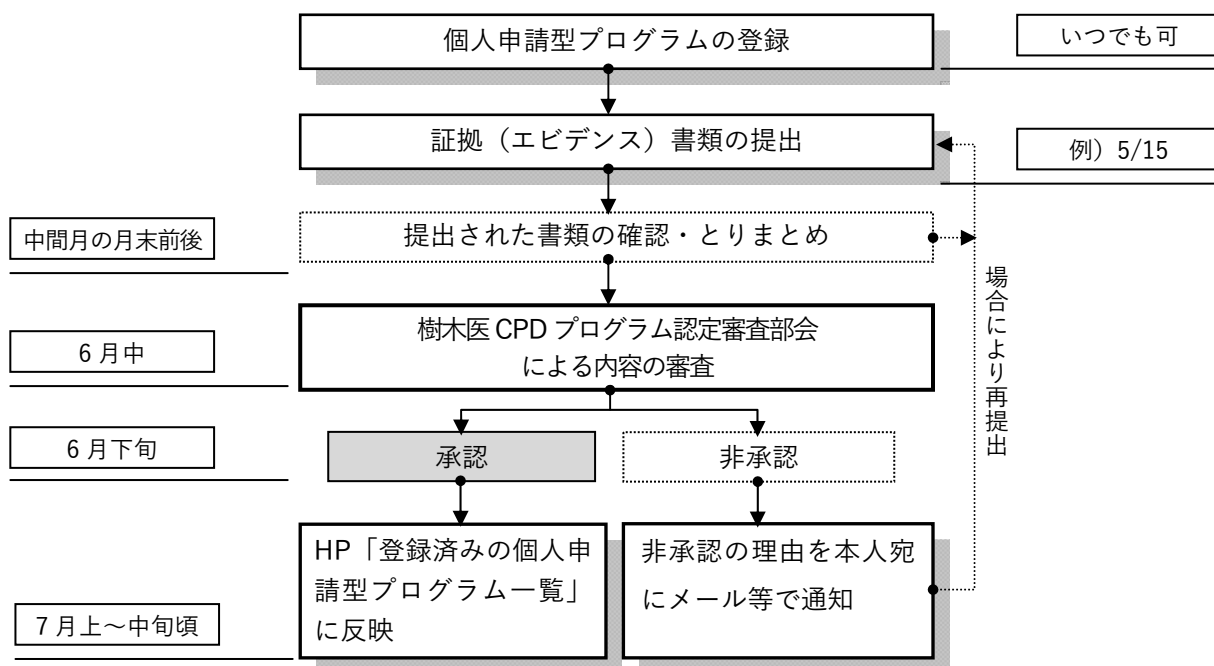 個人申請型プログラムの登録
いつでも可
証拠（エビデンス）書類の提出
例）5/15
中間月の月末前後
提出された書類の確認・とりまとめ
場合により再提出
6月中
樹木医 CPD プログラム認定審査部会
による内容の審査
6月下旬
承認
非承認
7月上～中旬頃
HP「登録済みの個人申
請型プログラム一覧」
に反映
非承認の理由を本人宛
にメール等で通知